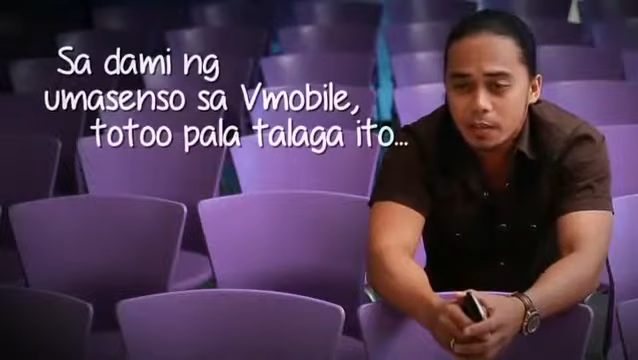 Sa dami ng
umasenso sa Vmobile,
totoo pala talaga ito...